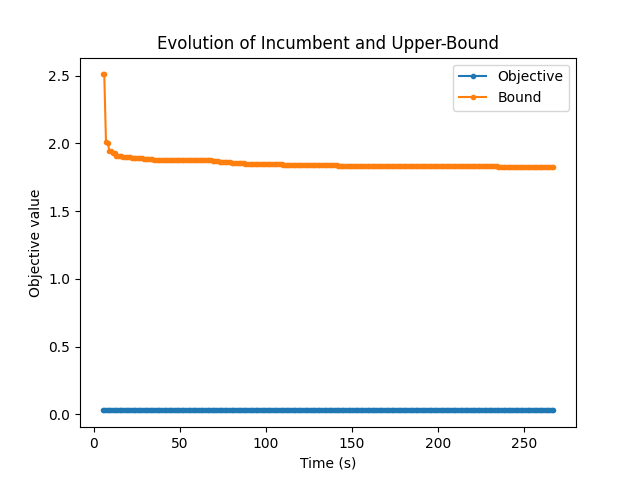 Evolution of Incumbent and Upper-Bound
Objective
Bound
Objective value
2.5
2.0
1.5
1.0
0.5
0.0
0
50
100
150
200
250
Time (s)